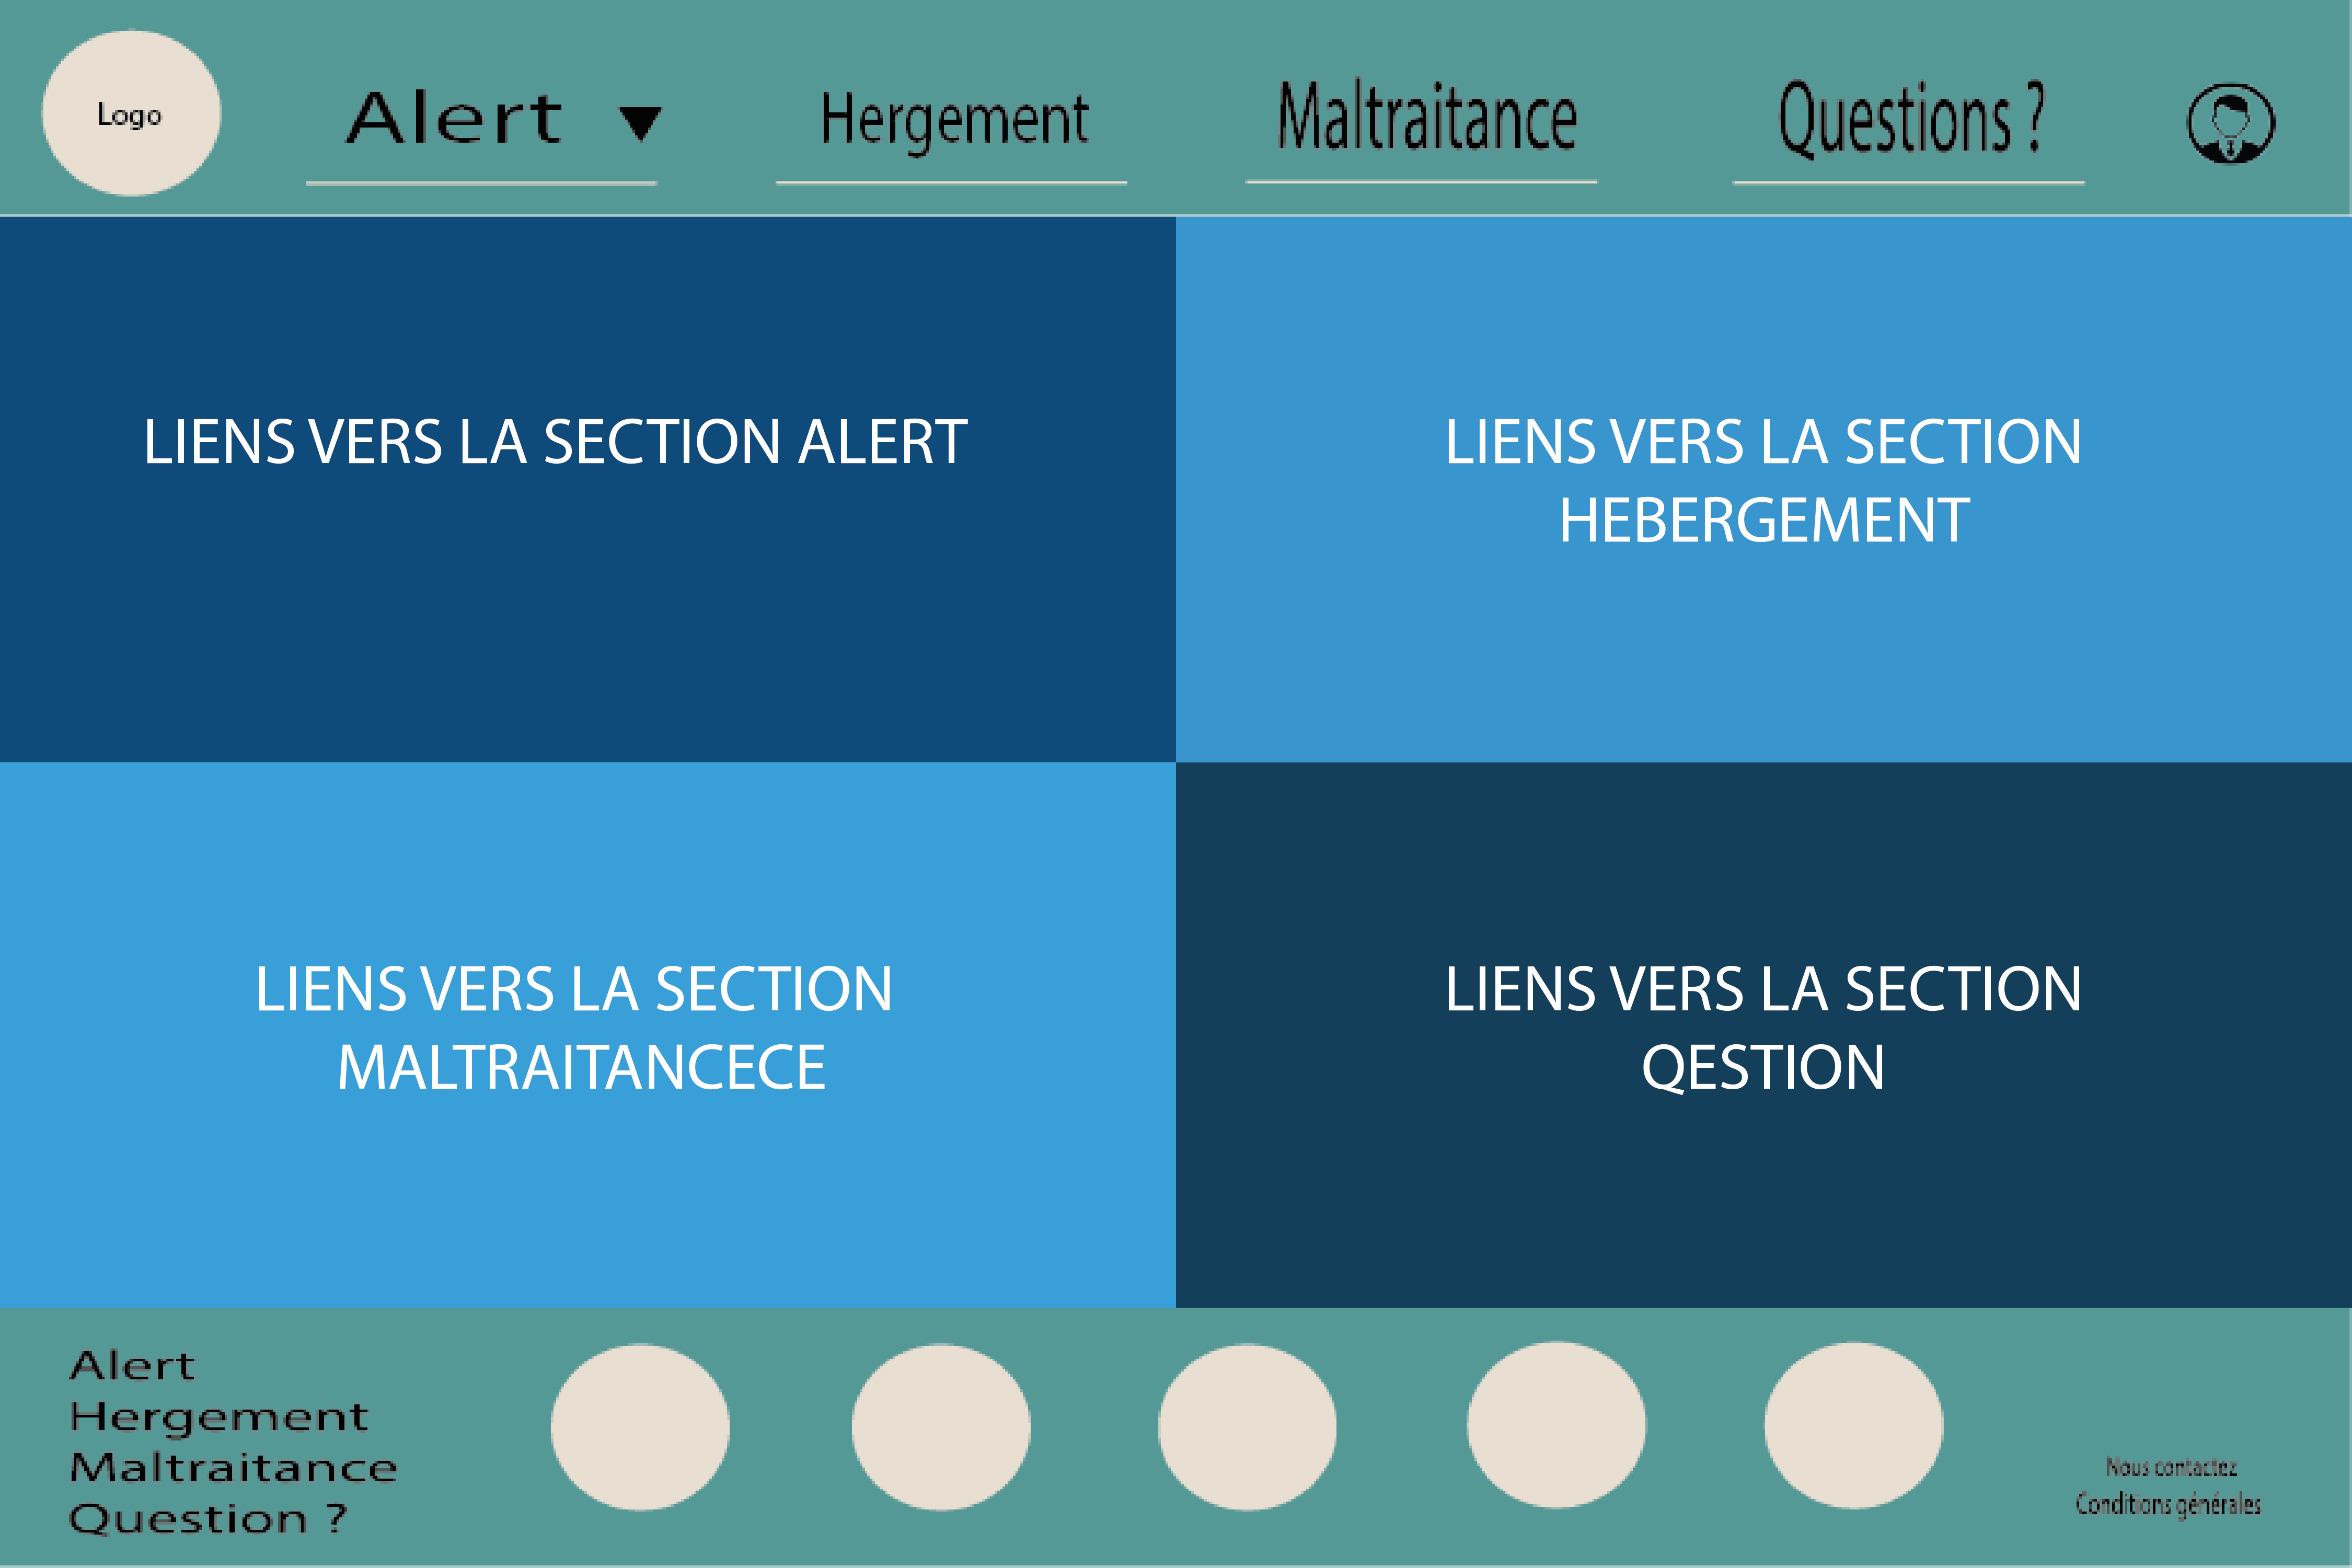 Logo
Alert
Hergement
Maltraitance
Questions ?
LIENS VERS LA SECTION ALERT
LIENS VERS LA SECTION
HEBERGEMENT
LIENS VERS LA SECTION
MALTRAITANCECE
LIENS VERS LA SECTION
QESTION
Alert
Hergement
Maltraitance
Question ?
Nous contactez
Conditions générales